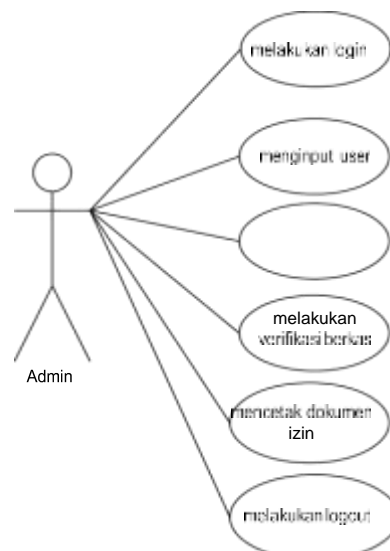 melakukan login
menginput user
melakukan
verifikasi berkas
Admin
mencetak dokumen
izin
melakukan logout